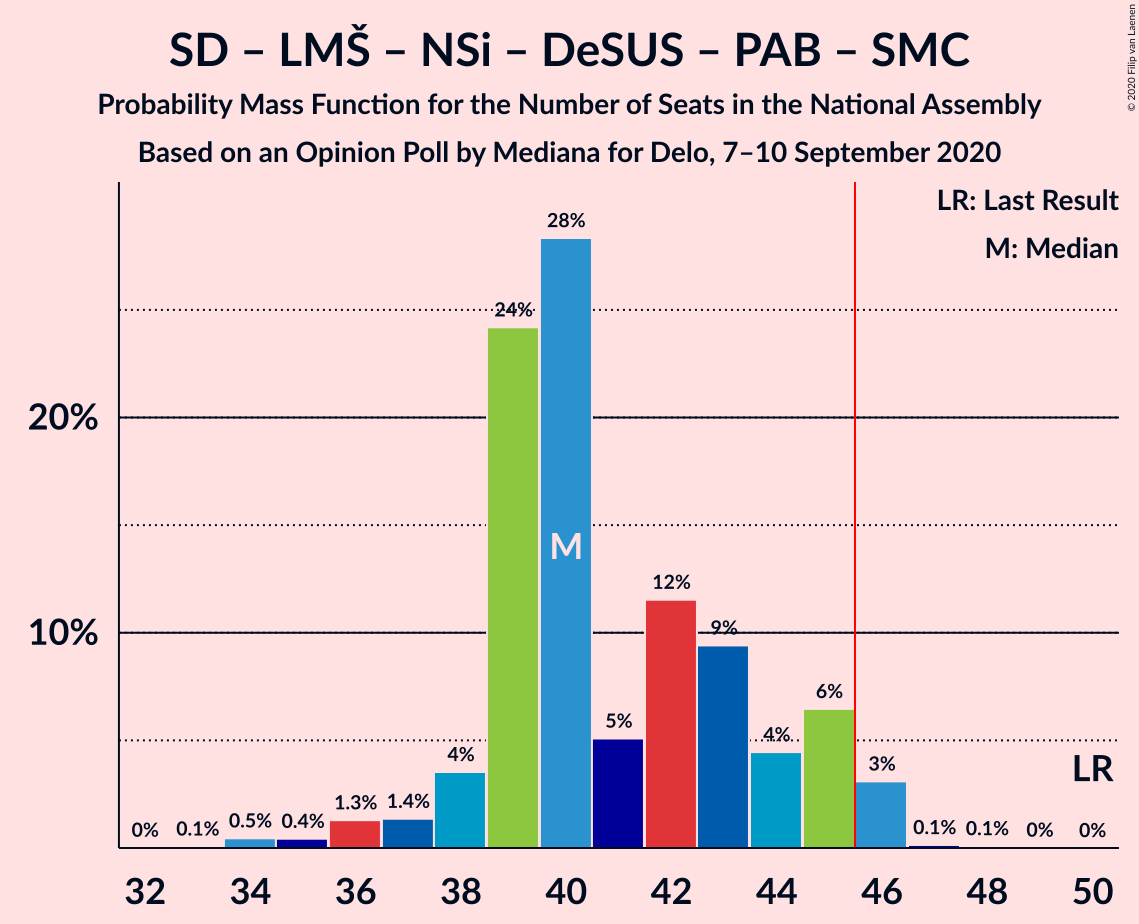 SD – LMŠ – NSi – DeSUS – PAB – SMC
Probability Mass Function for the Number of Seats in the National Assembly
Based on an Opinion Poll by Mediana for Delo, 7–10 September 2020
© 2020 Filip van Laenen
LR: Last Result
M: Median
20%
10%
0%
0.1%
0.5%
0.4%
1.3%
1.4%
4%
24%
28%
5%
12%
9%
4%
6%
3%
0.1%
0.1%
0%
0%
M
LR
32 34 36 38 40 42 44 46 48 50